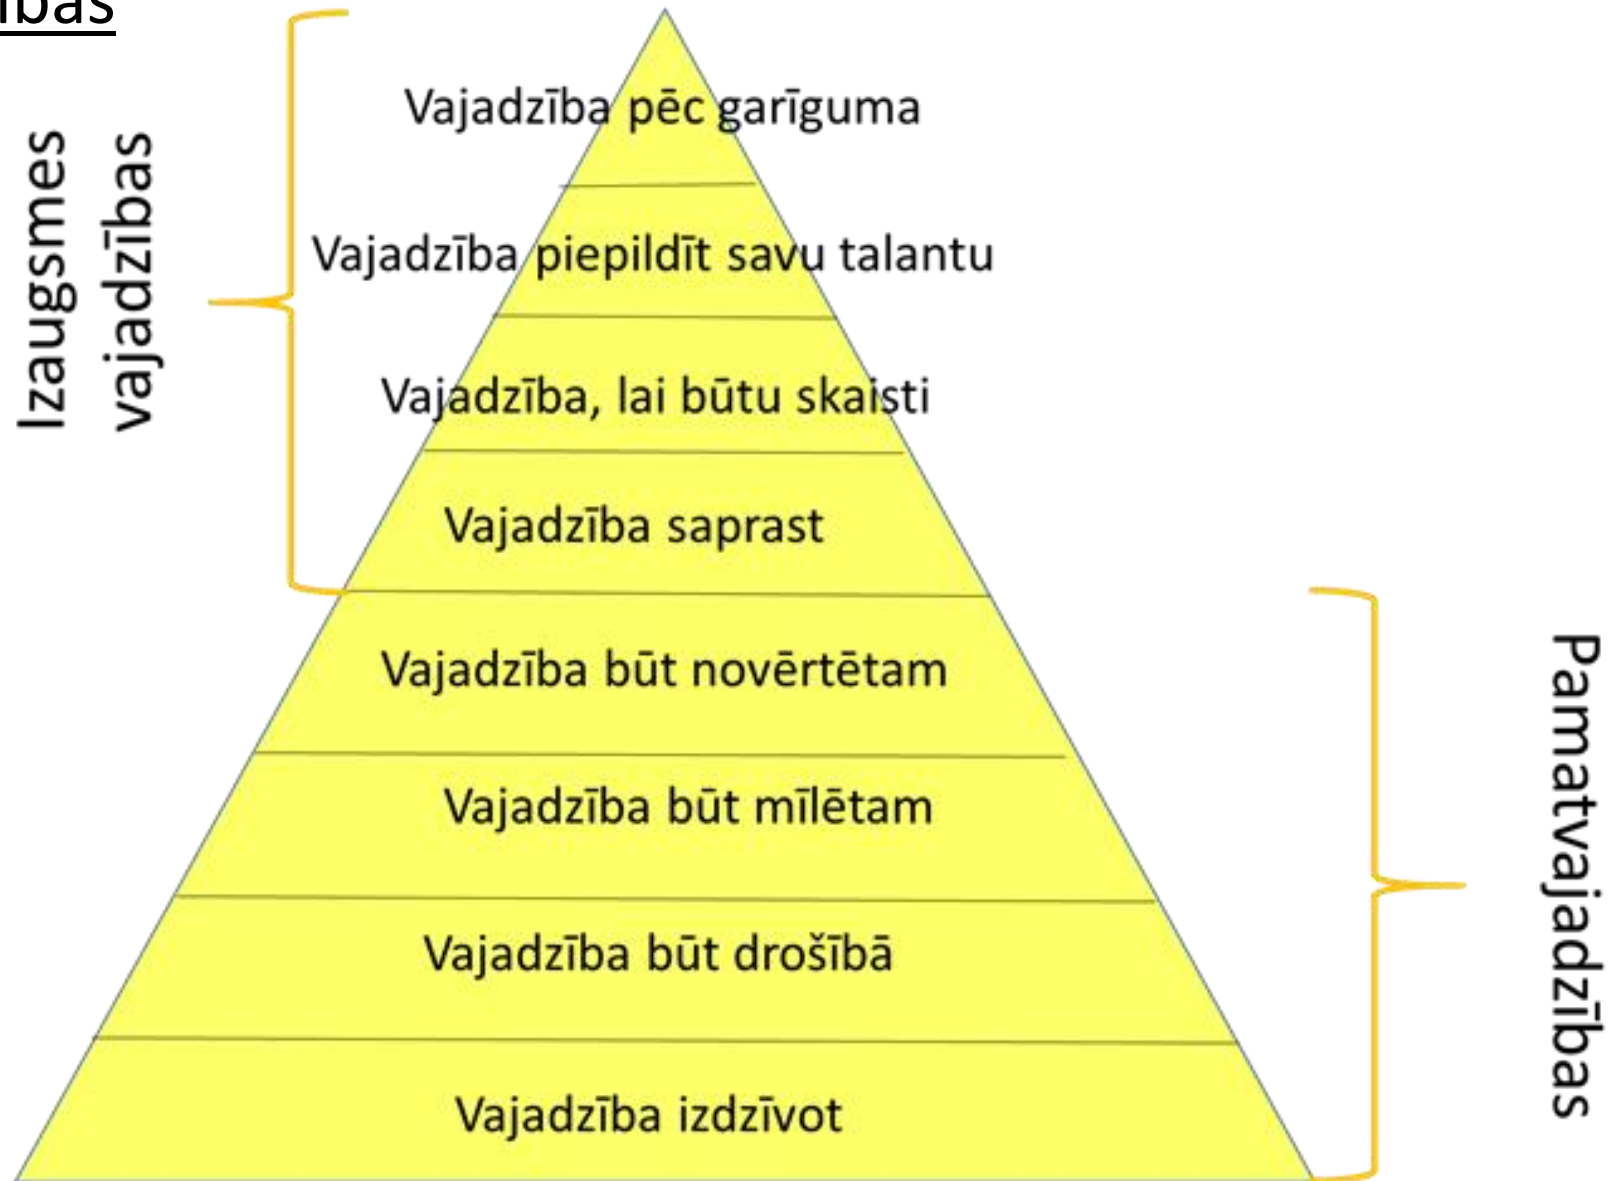 Izaugsmes
vajadzības
Vajadzība pēc garīguma
Vajadzība piepildīt savu talantu
Vajadzība, lai būtu skaisti
Vajadzība saprast
Vajadzība būt novērtētam
Vajadzība būt mīlētam
Vajadzība būt drošībā
Vajadzība izdzīvot
Pamatvajadzības